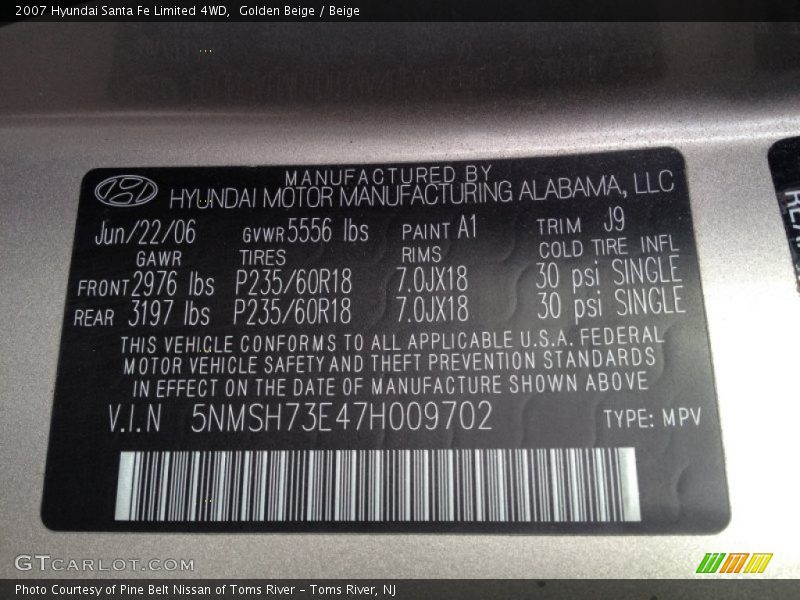 2007 Hyundai Santa Fe Limited 4WD,  Golden Beige / Beige
MANUFACTURED BY
HYUNDAI MOTOR MANUFACTURING ALABAMA, LLC
Jun/22/06 GVWR 5556 lbs PAINT A1 TRIM J9
GAWR TIRES RIMS COLD TIRE INFL
FRONT 2976 lbs P235/60R18 7.0JX18 30 psi SINGLE
REAR 3197 lbs P235/60R18 7.0JX18 30 psi SINGLE
THIS VEHICLE CONFORMS TO ALL APPLICABLE U.S.A. FEDERAL
MOTOR VEHICLE SAFETY AND THEFT PREVENTION STANDARDS
IN EFFECT ON THE DATE OF MANUFACTURE SHOWN ABOVE
V.I.N 5NMSH73E47H009702 TYPE: MPV
GTCARLOT.COM
Photo Courtesy of Pine Belt Nissan of Toms River – Toms River, NJ